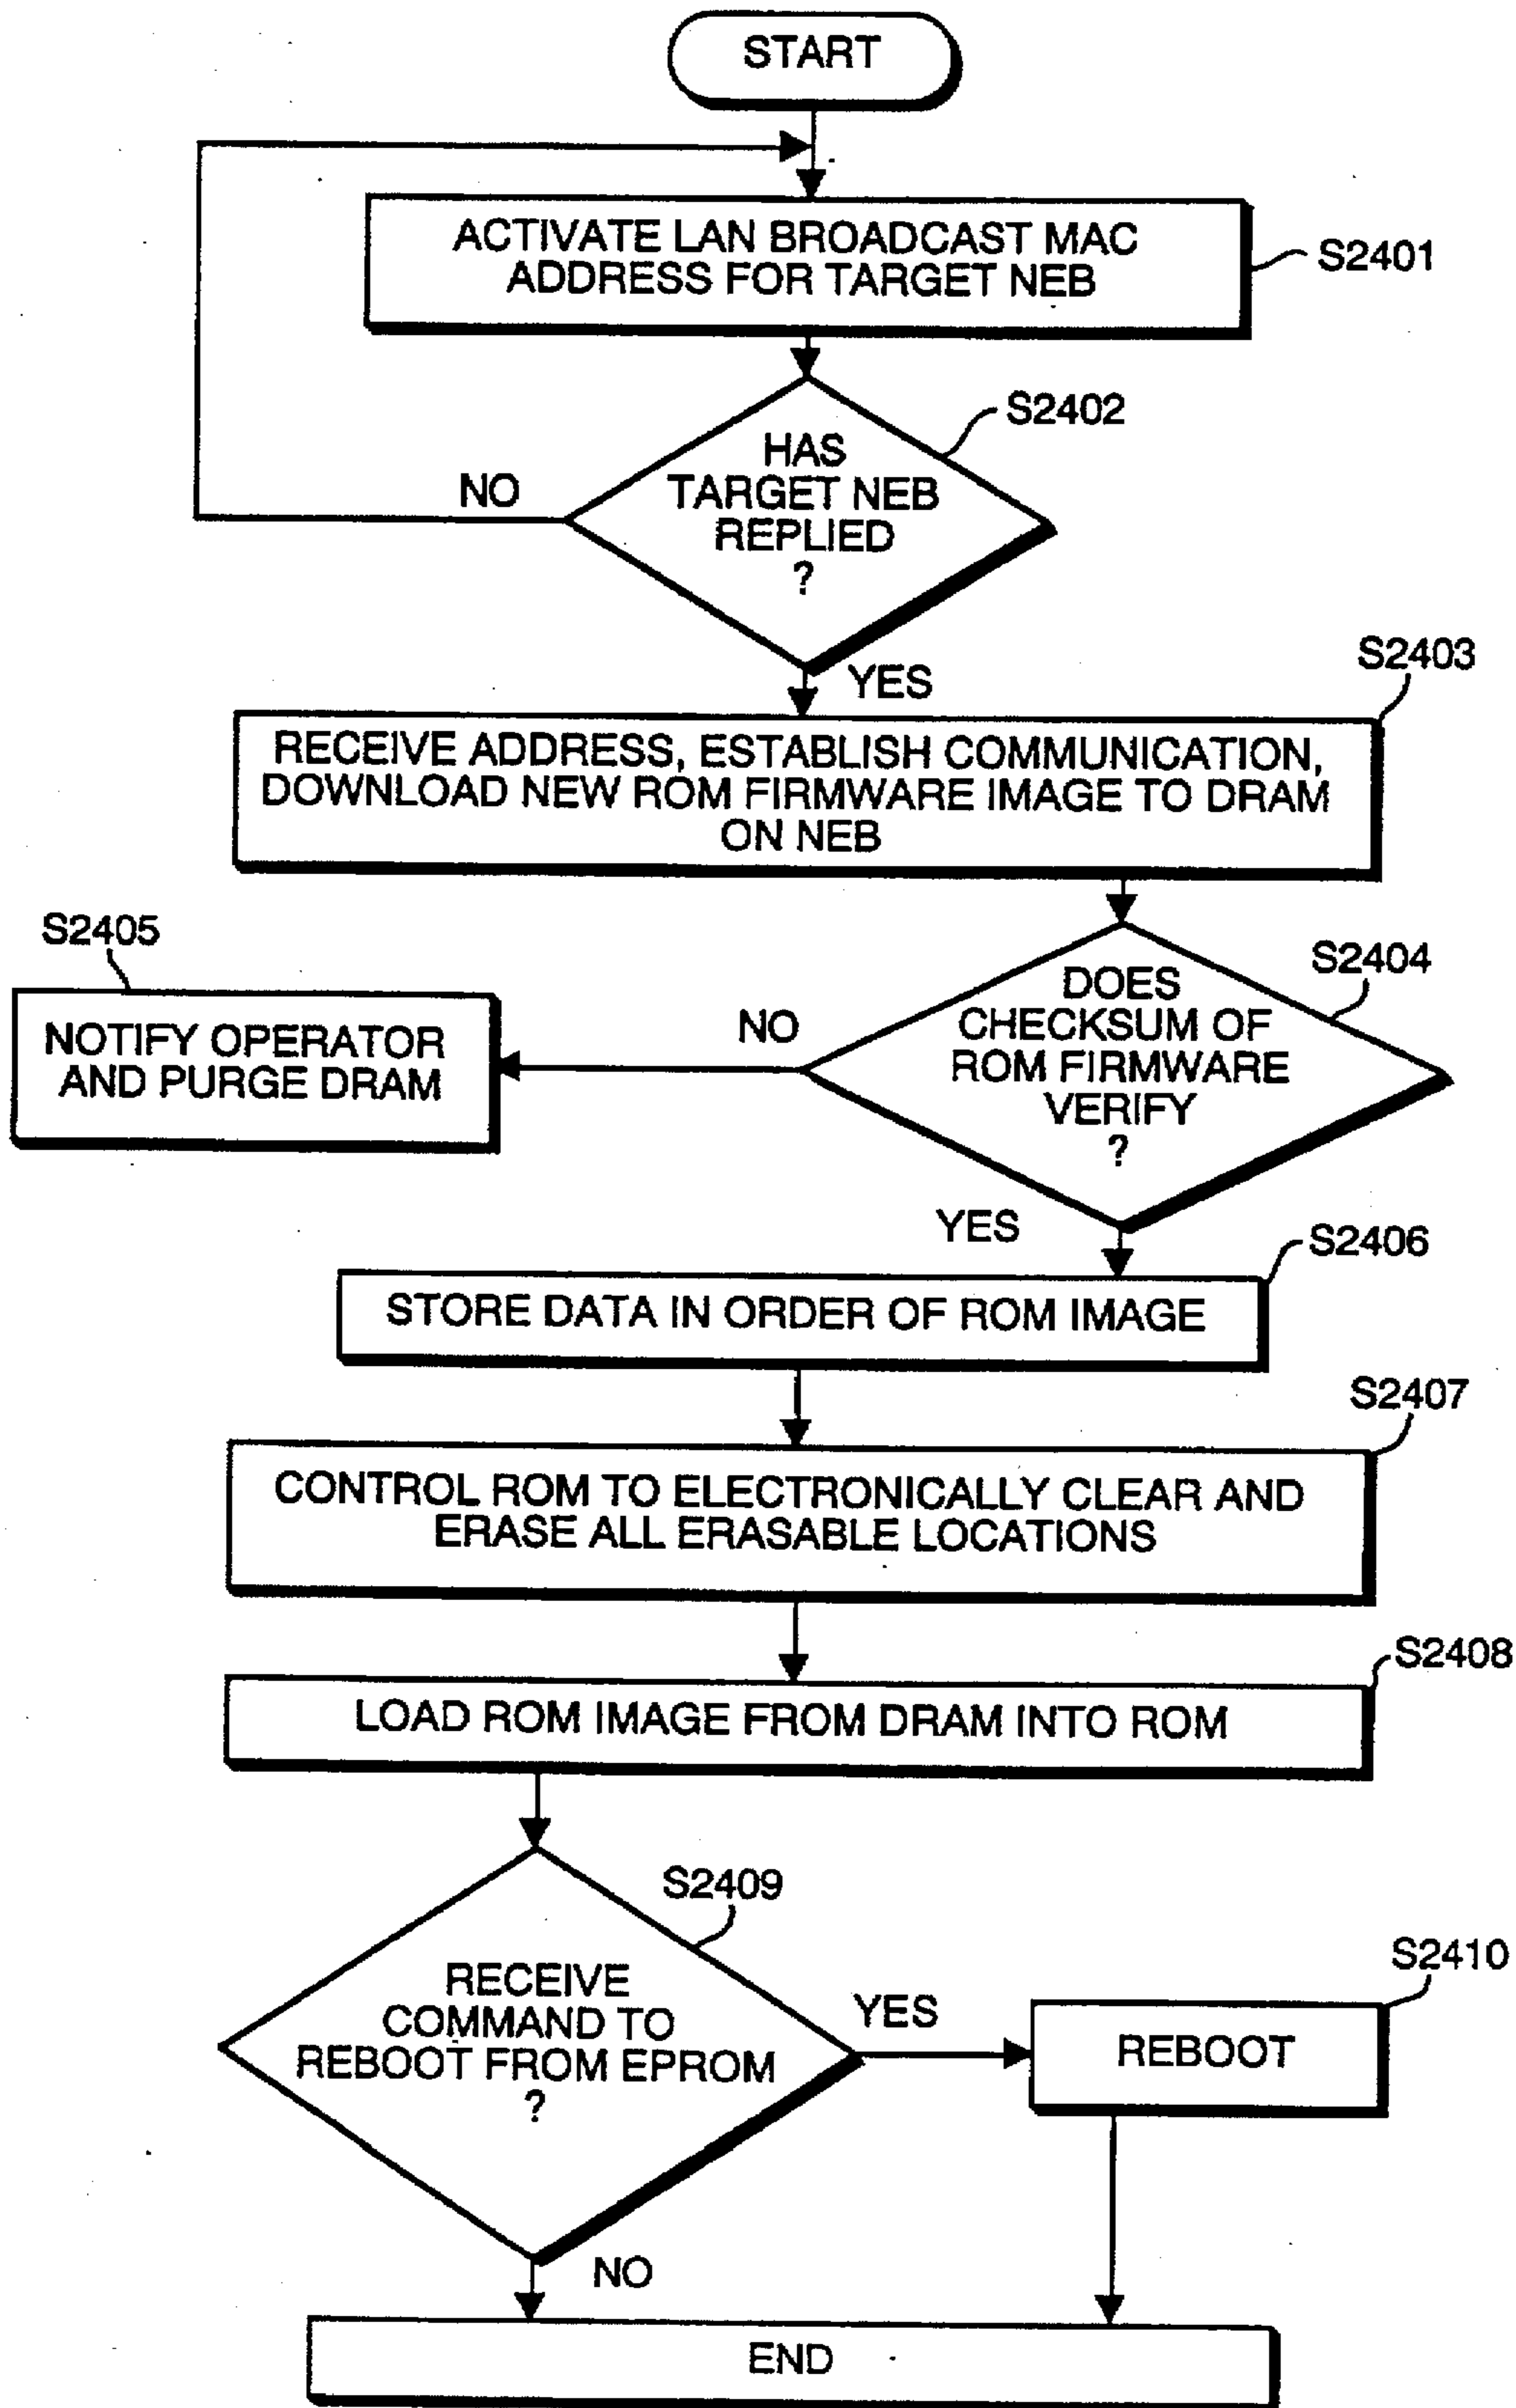 START
ACTIVATE LAN BROADCAST MAC
ADDRESS FOR TARGET NEB
S2401
S2402
HAS
TARGET NEB
REPLIED
?
NO
YES
S2403
RECEIVE ADDRESS, ESTABLISH COMMUNICATION,
DOWNLOAD NEW ROM FIRMWARE IMAGE TO DRAM
ON NEB
S2405
NOTIFY OPERATOR
AND PURGE DRAM
NO
S2404
DOES
CHECKSUM OF
ROM FIRMWARE
VERIFY
?
YES
S2406
STORE DATA IN ORDER OF ROM IMAGE
S2407
CONTROL ROM TO ELECTRONICALLY CLEAR AND
ERASE ALL ERASABLE LOCATIONS
S2408
LOAD ROM IMAGE FROM DRAM INTO ROM
S2409
RECEIVE
COMMAND TO
REBOOT FROM EPROM
?
YES
S2410
REBOOT
NO
END